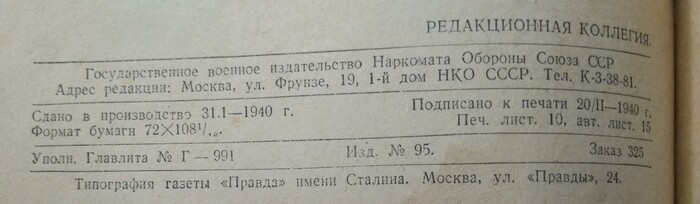 РЕДАКЦИОННАЯ КОЛЛЕГИЯ.
Государственное военное издательство Наркомата Обороны Союза ССР
Адрес редакции: Москва, ул. Фрунзе, 19, 1-й дом НКО СССР. Тел. К-3-38-81.
Сдано в производство 31.1—1940 г. Подписано к печати 20/II—1940 г.
Формат бумаги 72×108¹/₁₆. Печ. лист. 10, авт. лист. 15
Уполн. Главлита № Г—991 Изд. № 95. Заказ 325
Типография газеты «Правда» имени Сталина. Москва, ул. «Правды», 24.